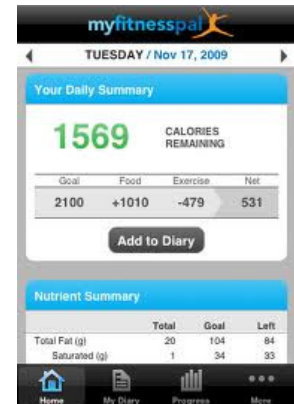 myfitnesspal
TUESDAY / Nov 17, 2009
Your Daily Summary
1569 CALORIES REMAINING
Goal Food Exercise Net
2100 +1010 -479 531
Add to Diary
Nutrient Summary
Total Goal Left
Total Fat (g) 20 104 84
Saturated (g) 1 34 33
Home My Diary Progress More